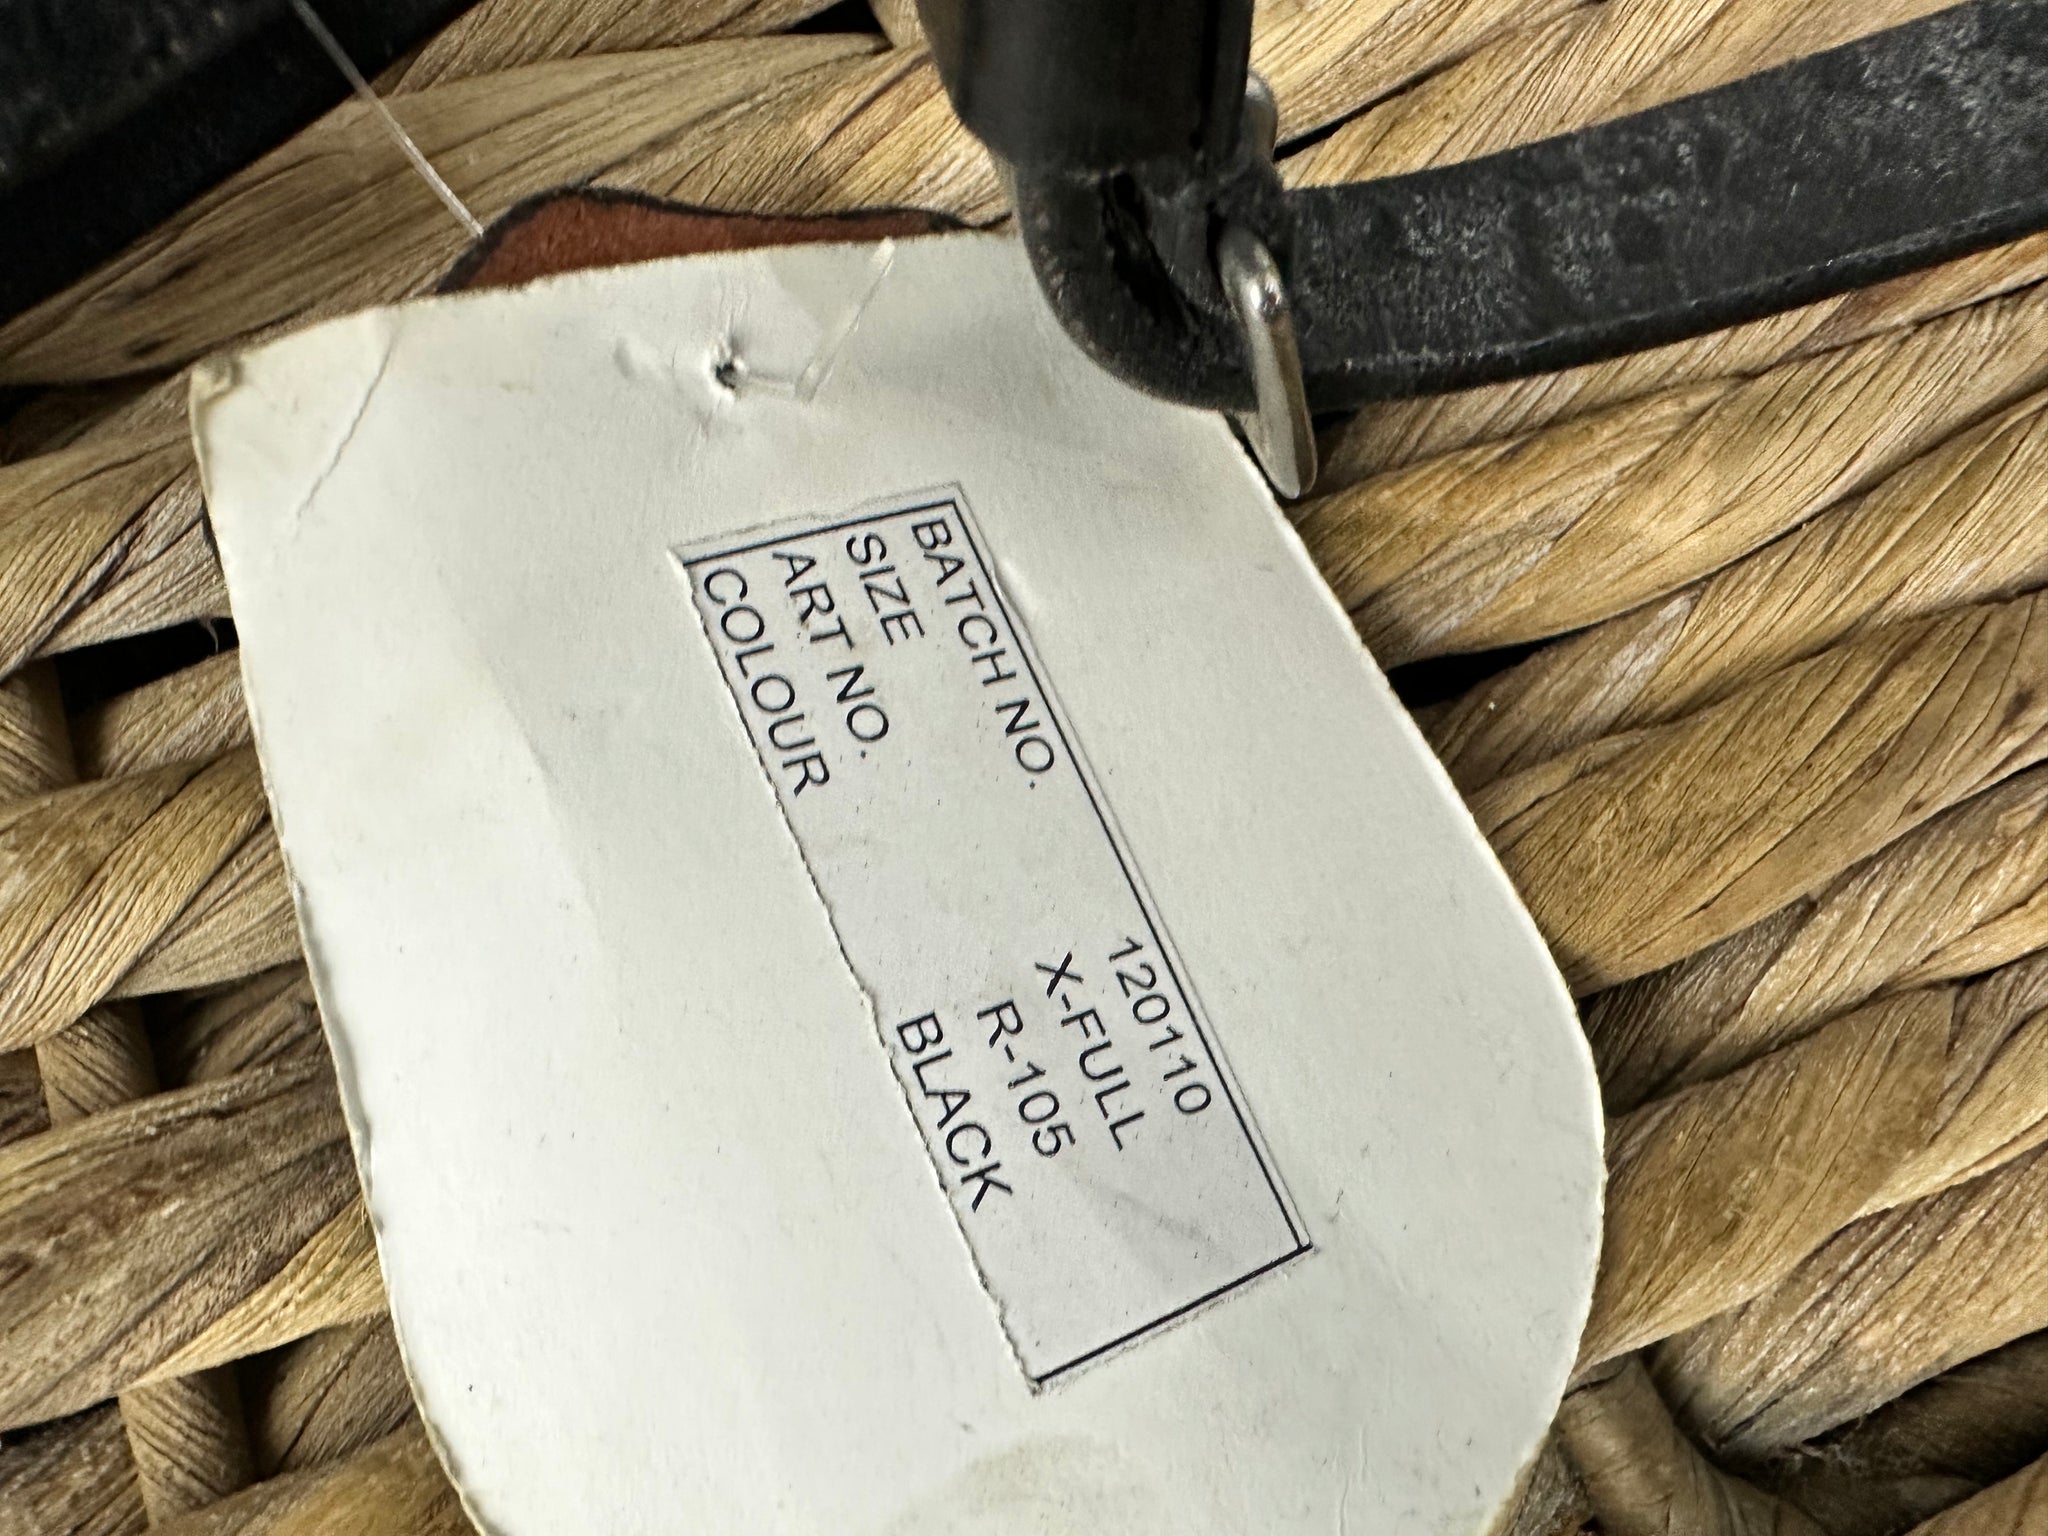 BATCH NO. 120110
SIZE X-FULL
ART NO. R-105
COLOUR BLACK